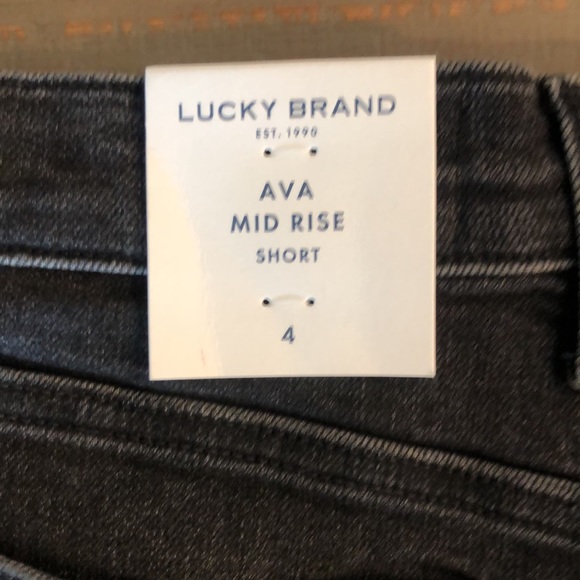 LUCKY BRAND
EST. 1990
AVA
MID RISE
SHORT
4